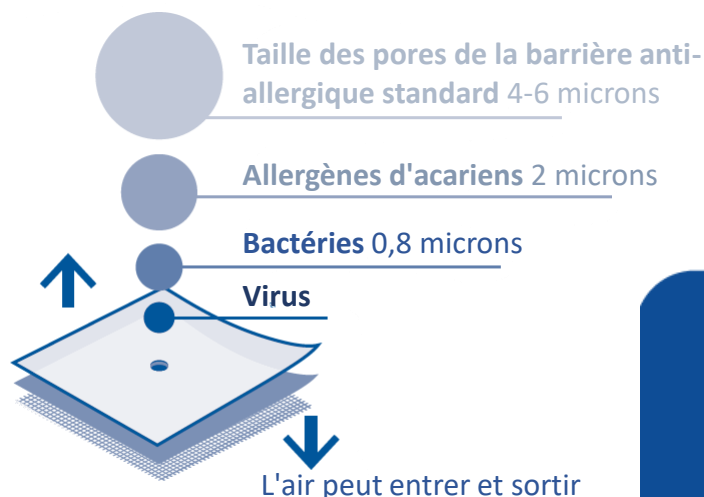 Taille des pores de la barrière anti-
allergique standard 4-6 microns
Allergènes d'acariens 2 microns
Bactéries 0,8 microns
Virus
L'air peut entrer et sortir